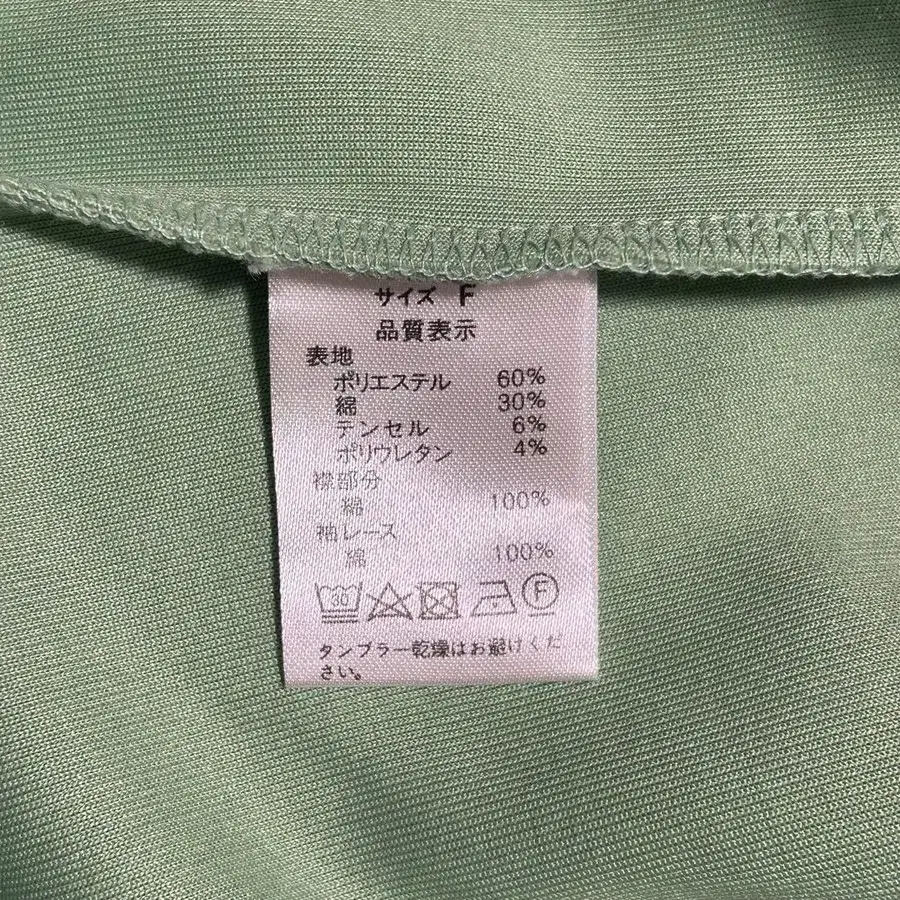 サイズ F
品質表示
表地
ポリエステル 60%
綿 30%
テンセル 6%
ポリウレタン 4%
襟部分
綿 100%
袖レース
綿 100%
30 F
タンブラー乾燥はお避けくだ
さい。